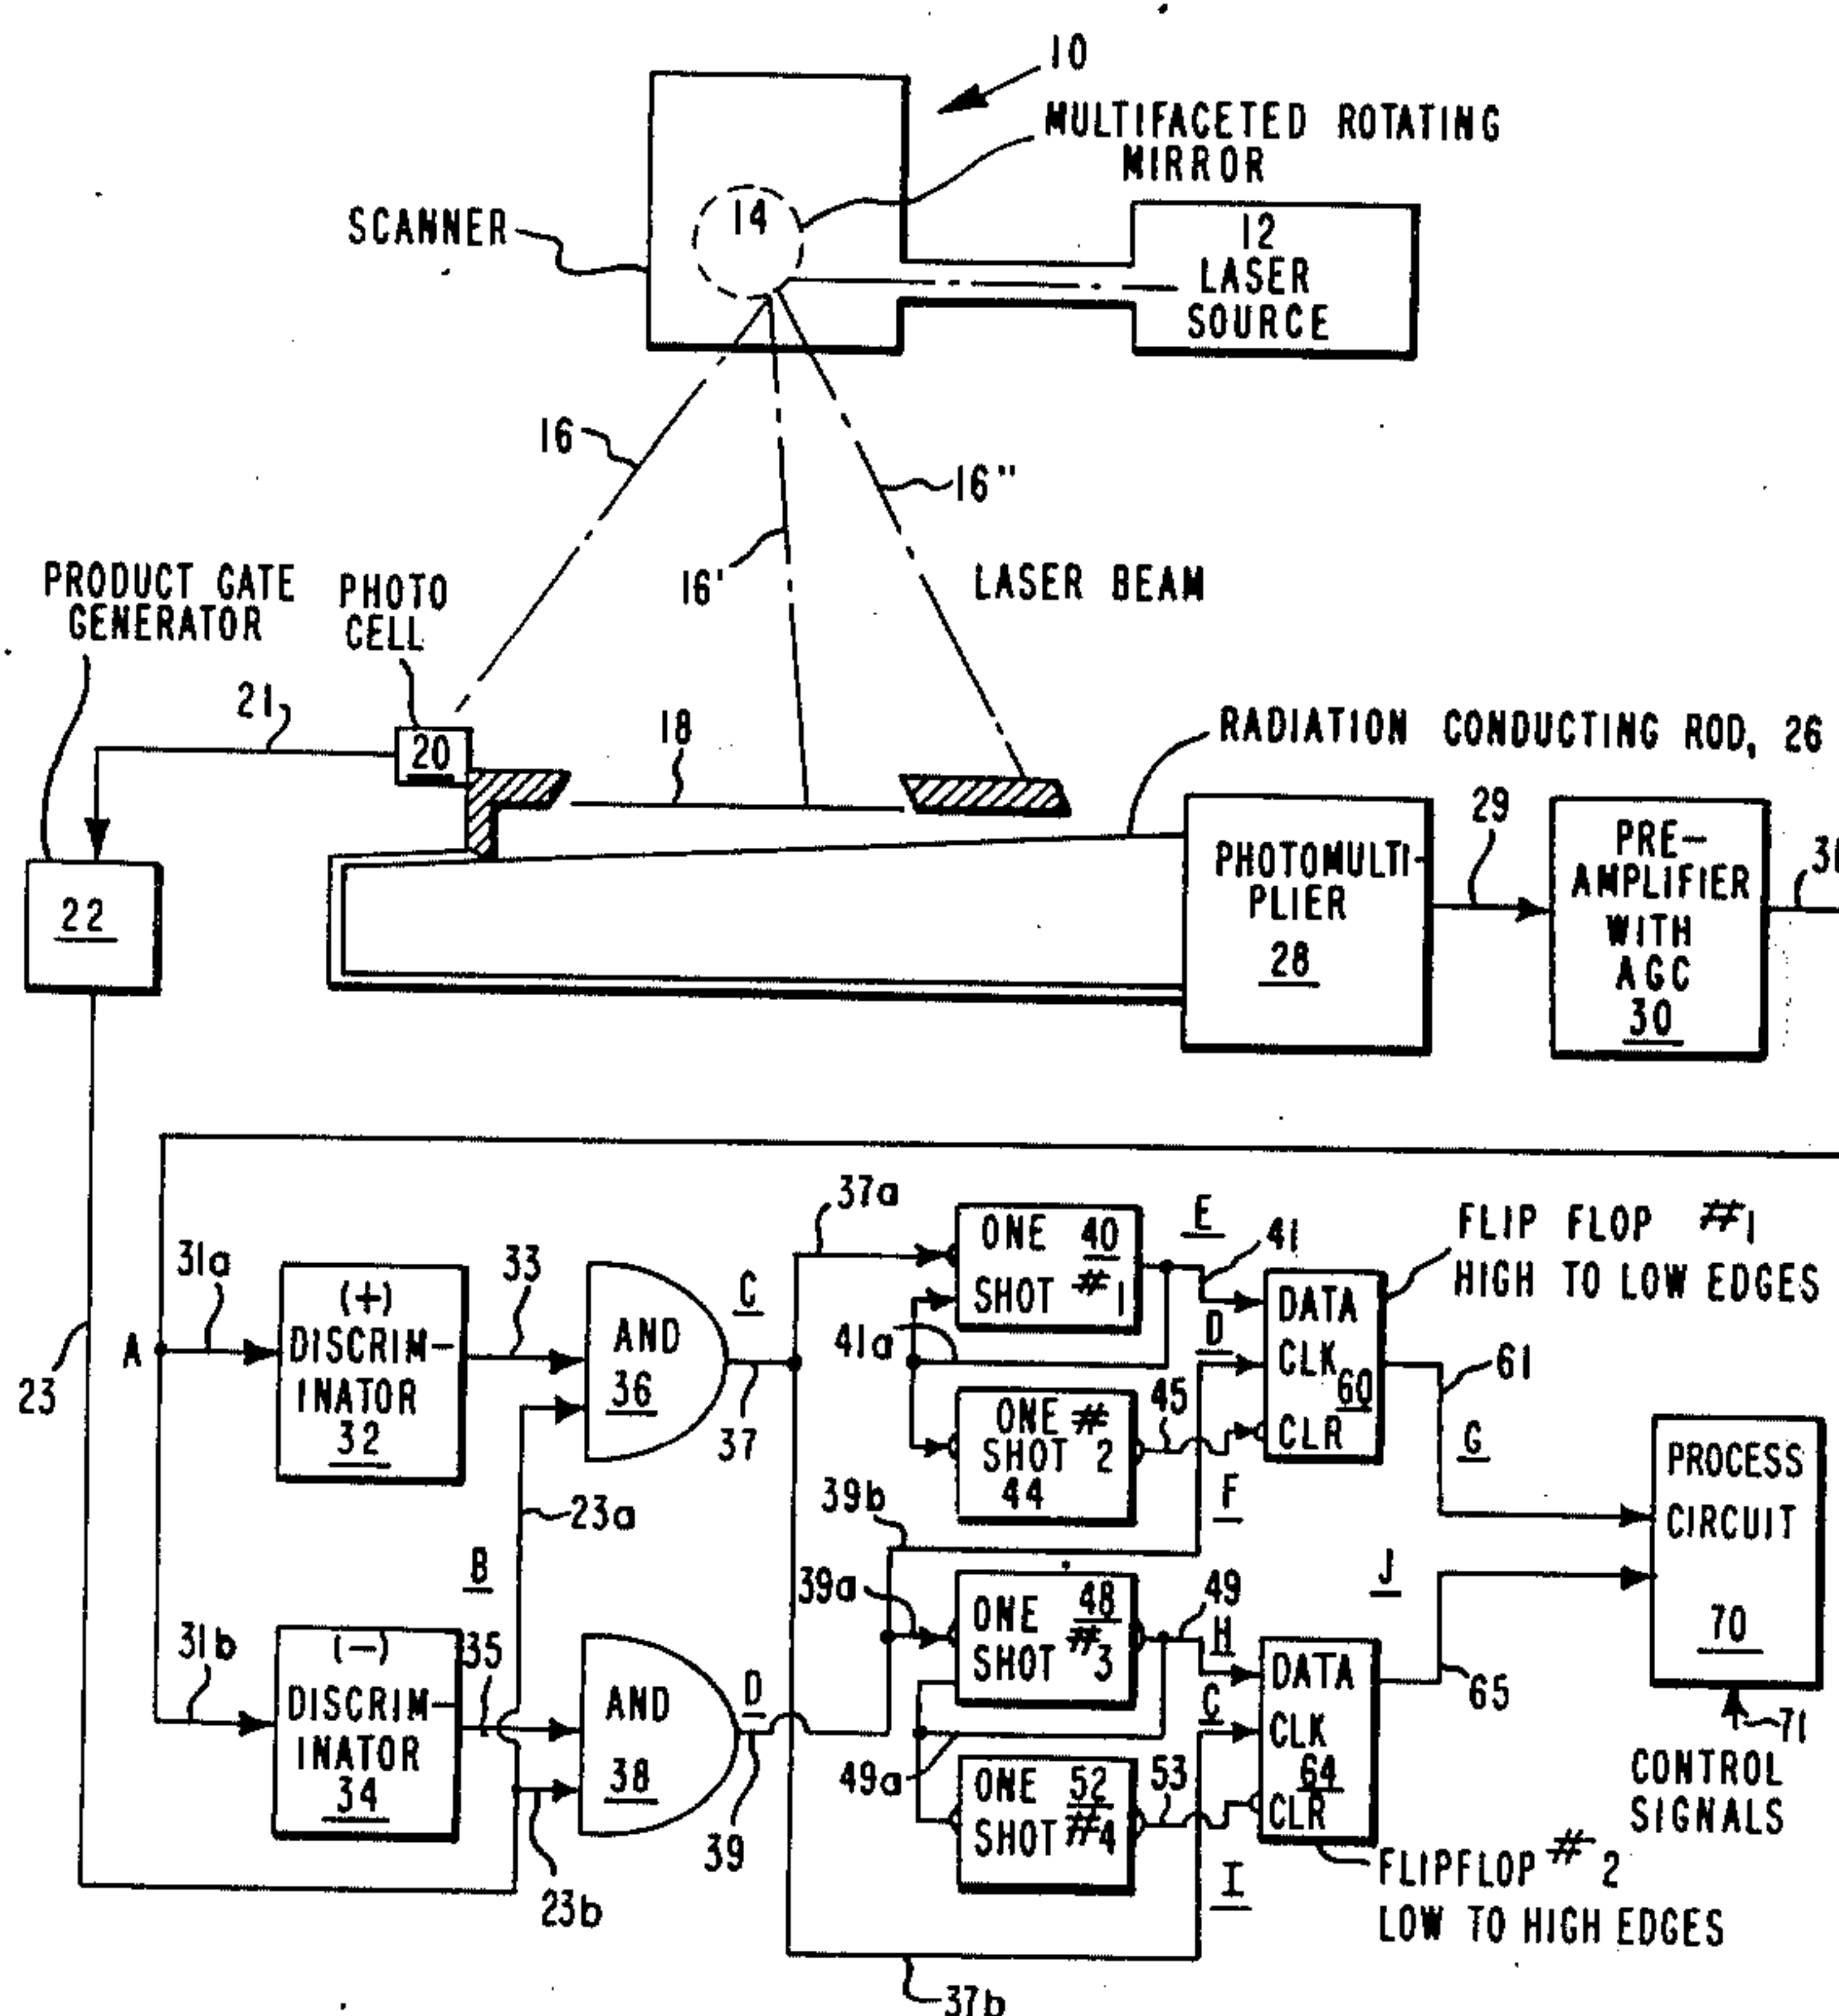 10
MULTIFACETED ROTATING
MIRROR
SCANNER
14
12
LASER
SOURCE
16
16"
16'
LASER BEAM
PRODUCT GATE
GENERATOR
PHOTO
CELL
21
20
18
RADIATION CONDUCTING ROD, 26
22
PHOTOMULTI-
PLIER
28
29
PRE-
AMPLIFIER
WITH
AGC
30
31
23
A
31a
(+)
DISCRIM-
INATOR
32
33
AND
36
C
37
37a
ONE 40
SHOT #1
E
41
41a
ONE #
SHOT 2
44
45
D
F
DATA
CLK
60
CLR
FLIP FLOP #1
HIGH TO LOW EDGES
61
G
PROCESS
CIRCUIT
70
71
CONTROL
SIGNALS
23a
B
31b
(-)
DISCRIM-
INATOR
34
35
AND
38
D
39
23b
39b
39a
ONE 48
SHOT #3
49
H
49a
ONE 52
SHOT #4
53
C
I
DATA
CLK
64
CLR
J
65
FLIPFLOP #2
LOW TO HIGH EDGES
37b